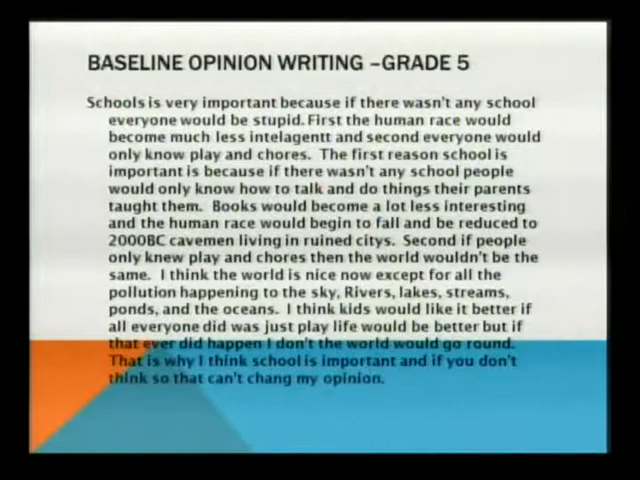 BASELINE OPINION WRITING –GRADE 5
Schools is very important because if there wasn't any school
everyone would be stupid. First the human race would
become much less intelagentt and second everyone would
only know play and chores.  The first reason school is
important is because if there wasn't any school people
would only know how to talk and do things their parents
taught them.  Books would become a lot less interesting
and the human race would begin to fall and be reduced to
2000BC cavemen living in ruined citys.  Second if people
only knew play and chores then the world wouldn't be the
same.  I think the world is nice now except for all the
pollution happening to the sky, Rivers, lakes, streams,
ponds, and the oceans.  I think kids would like it better if
all everyone did was just play life would be better but if
that ever did happen I don't the world would go round.
That is why I think school is important and if you don't
think so that can't chang my opinion.